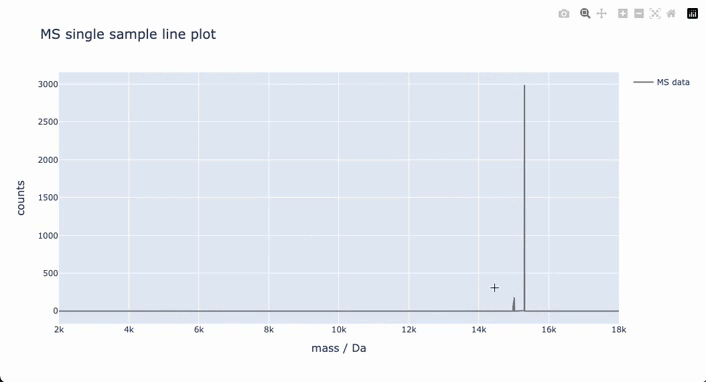 MS single sample line plot
MS data
3000
2500
2000
1500
1000
500
0
counts
2k 4k 6k 8k 10k 12k 14k 16k 18k
mass / Da